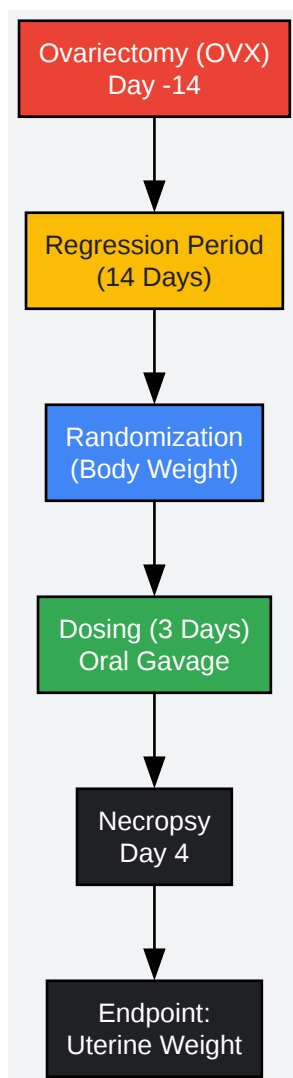 Ovariectomy (OVX)
Day -14
Regression Period
(14 Days)
Randomization
(Body Weight)
Dosing (3 Days)
Oral Gavage
Necropsy
Day 4
Endpoint:
Uterine Weight